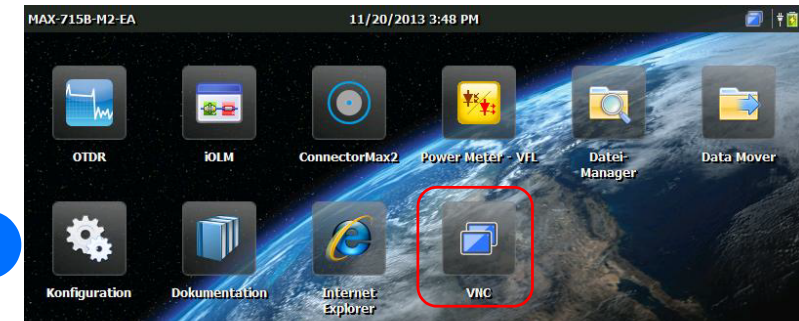 MAX-715B-M2-EA 11/20/2013 3:48 PM
OTDR iOLM ConnectorMax2 Power Meter - VFL Datei-
Manager Data Mover
Konfiguration Dokumentation Internet
Explorer VNC